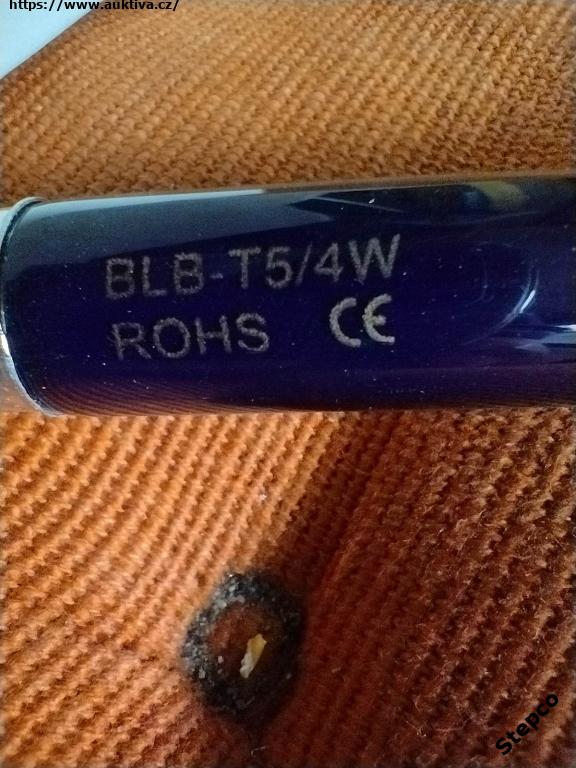 https://www.auktiva.cz/
BLB-T5/4W
ROHS CE
Stepco